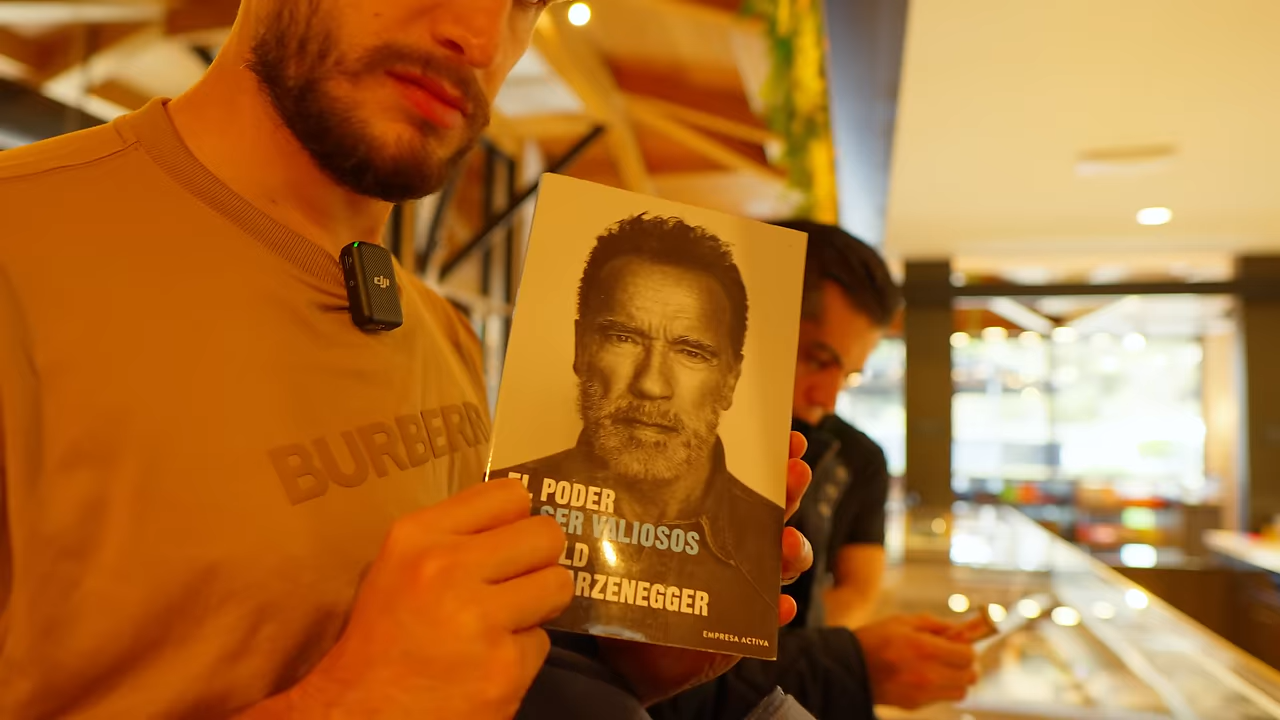 dji
BURBERR
EL PODER
SER VALIOSOS
LD
RZENEGGER
EMPRESA ACTIVA